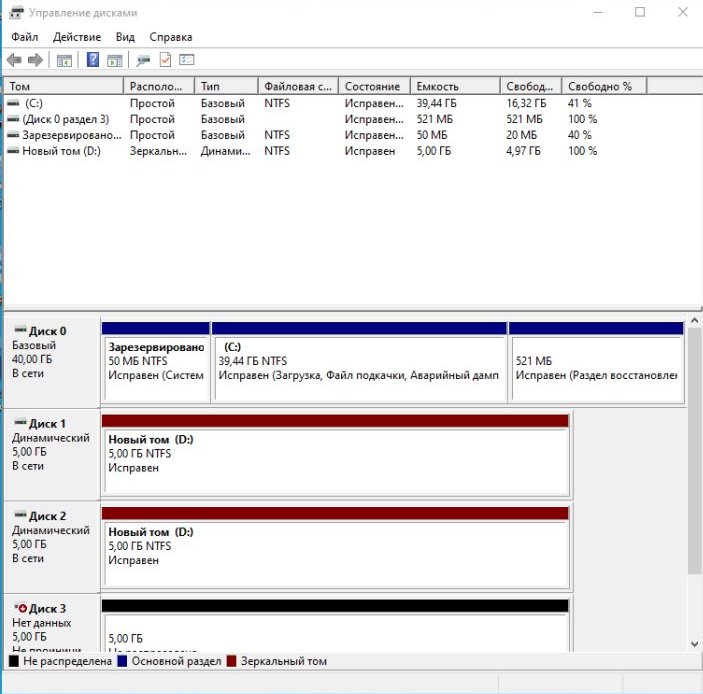 Управление дисками
Файл Действие Вид Справка
Том Располо... Тип Файловая с... Состояние Емкость Свобод... Свободно %
(C:) Простой Базовый NTFS Исправен... 39,44 ГБ 16,32 ГБ 41 %
(Диск 0 раздел 3) Простой Базовый Исправен... 521 МБ 521 МБ 100 %
Зарезервировано... Простой Базовый NTFS Исправен... 50 МБ 20 МБ 40 %
Новый том (D:) Зеркальн... Динами... NTFS Исправен 5,00 ГБ 4,97 ГБ 100 %
Диск 0
Базовый
40,00 ГБ
В сети
Зарезервировано
50 МБ NTFS
Исправен (Систем
(C:)
39,44 ГБ NTFS
Исправен (Загрузка, Файл подкачки, Аварийный дамп
521 МБ
Исправен (Раздел восстановлен
Диск 1
Динамический
5,00 ГБ
В сети
Новый том (D:)
5,00 ГБ NTFS
Исправен
Диск 2
Динамический
5,00 ГБ
В сети
Новый том (D:)
5,00 ГБ NTFS
Исправен
Диск 3
Нет данных
5,00 ГБ
5,00 ГБ
Не распределена Основной раздел Зеркальный том